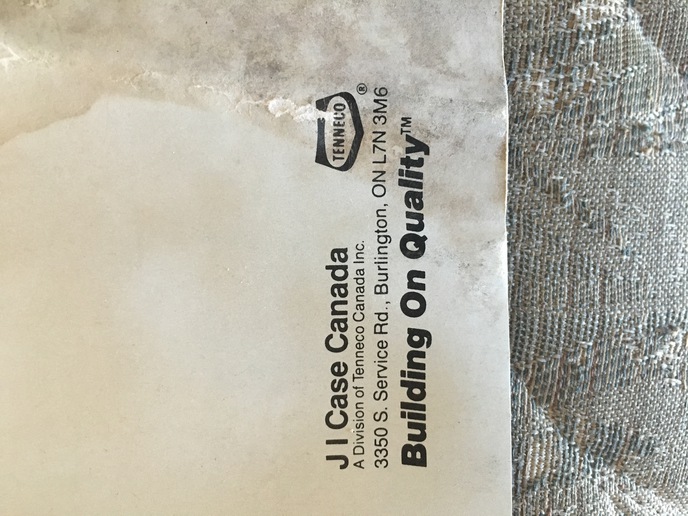 J I Case Canada
A Division of Tenneco Canada Inc.
3350 S. Service Rd., Burlington, ON L7N 3M6
Building On Quality™
TENNECO ®